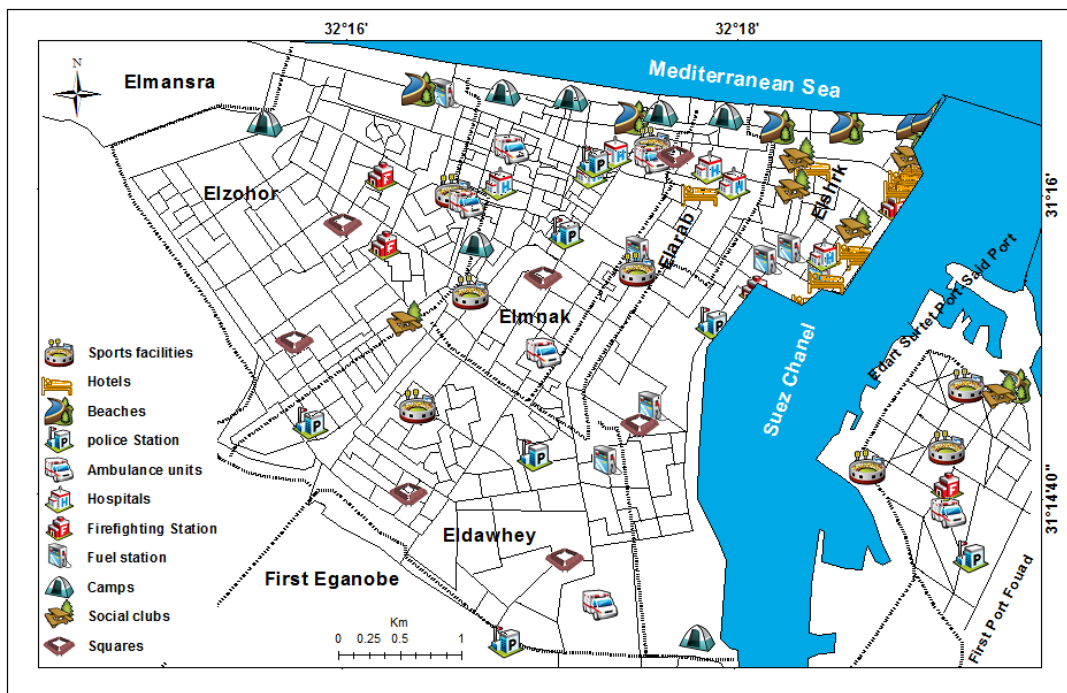 32°16'
32°18'
N
Mediterranean Sea
Elmansra
Elzohor
Elshrk
31°16'
Elarab
Edart Surtet Port Said Port
Elmnak
Suez Chanel
Sports facilities
Hotels
Beaches
police Station
Ambulance units
Hospitals
Firefighting Station
Fuel station
Camps
Social clubs
Squares
31°14'40"
Eldawhey
First Eganobe
First Port Fouad
Km
0 0.25 0.5 1